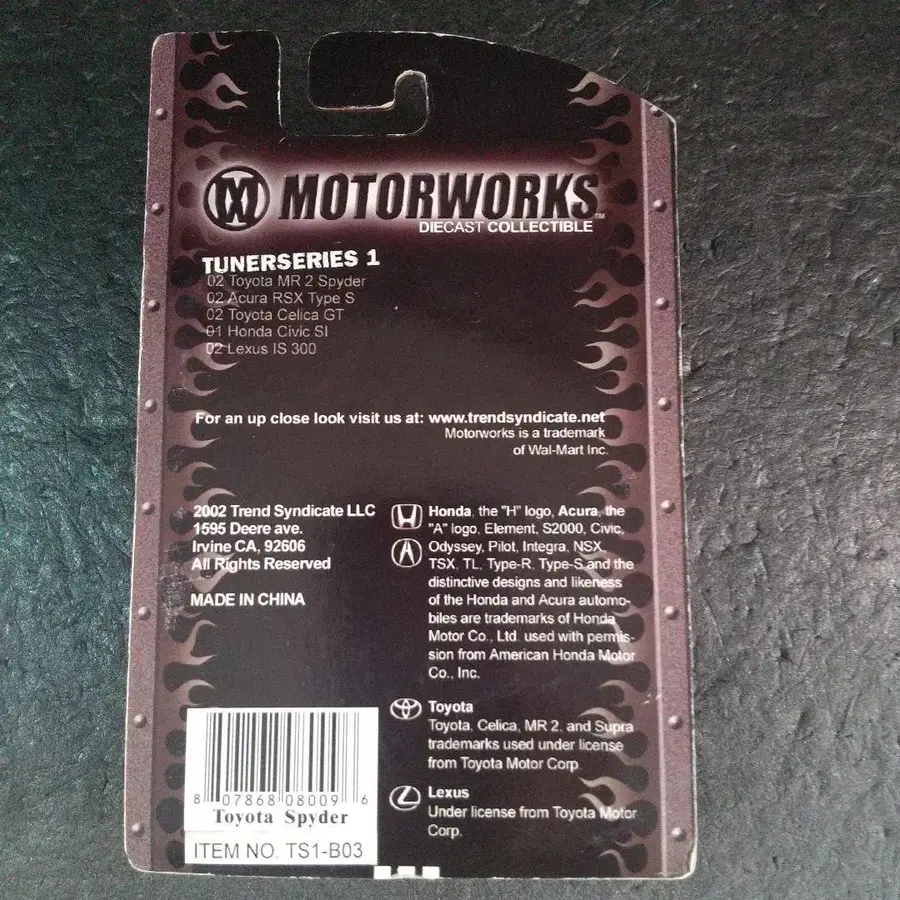 MOTORWORKS™
DIECAST COLLECTIBLE
TUNERSERIES 1
02 Toyota MR 2 Spyder
02 Acura RSX Type S
02 Toyota Celica GT
01 Honda Civic SI
02 Lexus IS 300
For an up close look visit us at: www.trendsyndicate.net
Motorworks is a trademark
of Wal-Mart Inc.
2002 Trend Syndicate LLC
1595 Deere ave.
Irvine CA, 92606
All Rights Reserved
MADE IN CHINA
Honda, the "H" logo, Acura, the
"A" logo, Element, S2000, Civic,
Odyssey, Pilot, Integra, NSX,
TSX, TL, Type-R, Type-S and the
distinctive designs and likeness
of the Honda and Acura automo-
biles are trademarks of Honda
Motor Co., Ltd. used with permis-
sion from American Honda Motor
Co., Inc.
Toyota
Toyota, Celica, MR 2, and Supra
trademarks used under license
from Toyota Motor Corp
Lexus
Under license from Toyota Motor
Corp.
8 07868 08009 6
Toyota Spyder
ITEM NO. TS1-B03